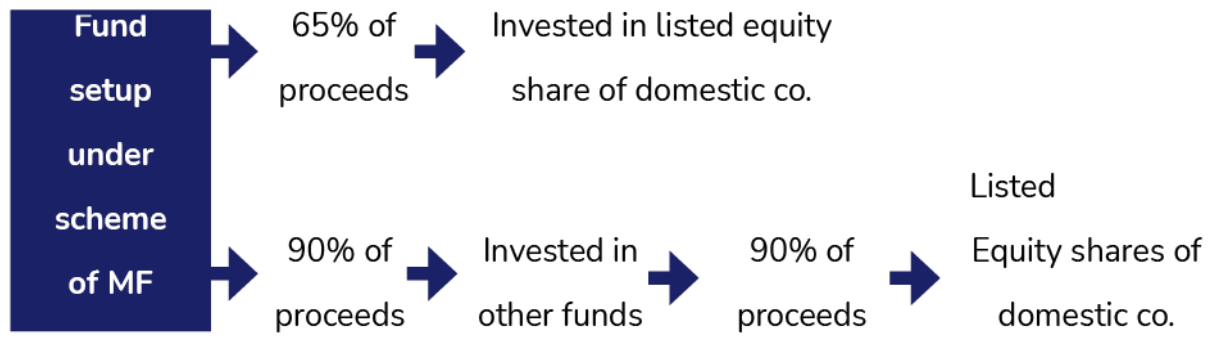 Fund
setup
under
scheme
of MF
65% of
proceeds
Invested in listed equity
share of domestic co.
90% of
proceeds
Invested in
other funds
90% of
proceeds
Listed
Equity shares of
domestic co.